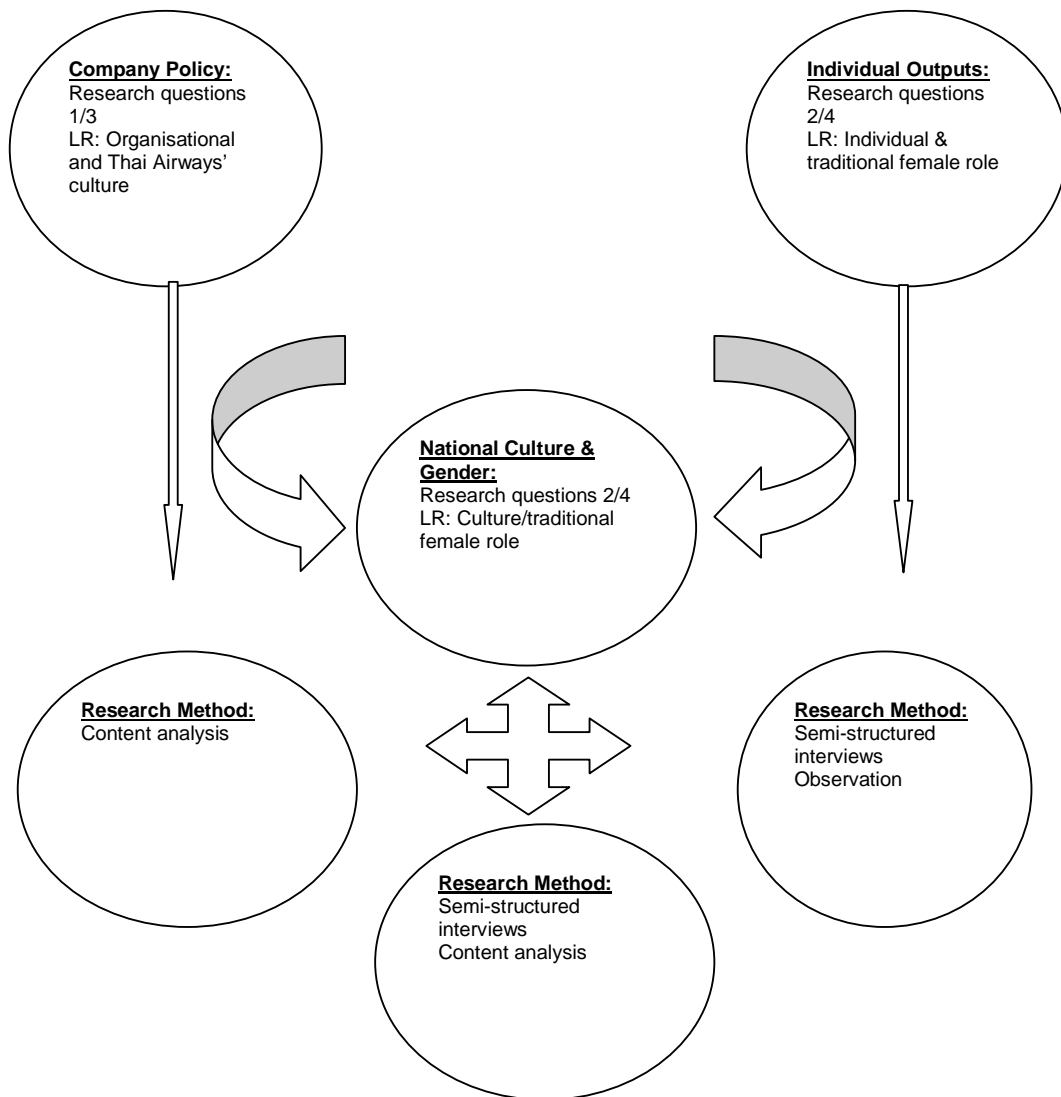 Company Policy:
Research questions
1/3
LR: Organisational
and Thai Airways’
culture
Individual Outputs:
Research questions
2/4
LR: Individual &
traditional female role
National Culture &
Gender:
Research questions 2/4
LR: Culture/traditional
female role
Research Method:
Content analysis
Research Method:
Semi-structured
interviews
Observation
Research Method:
Semi-structured
interviews
Content analysis